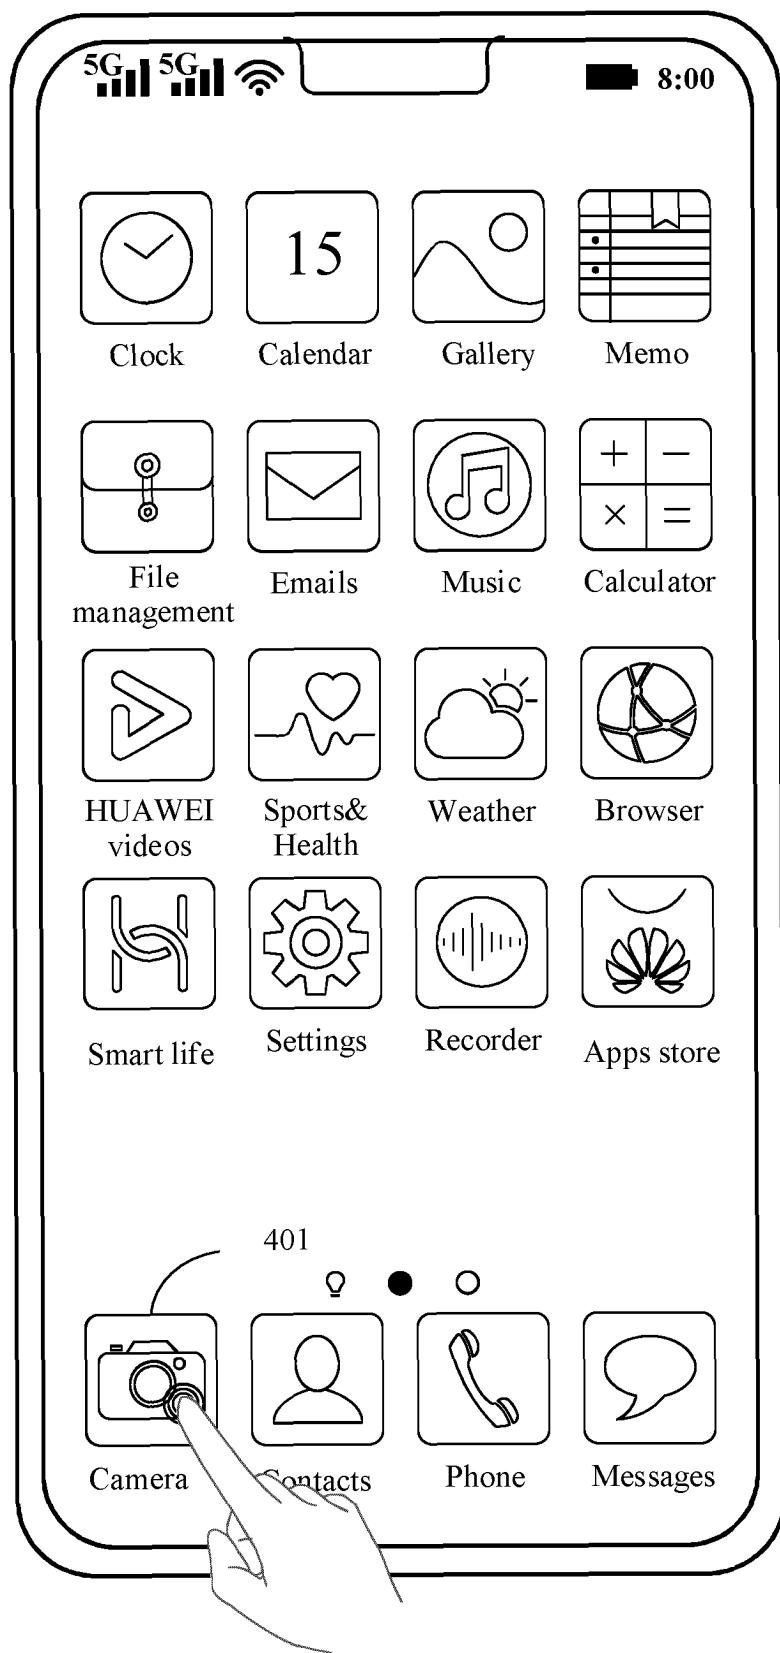 5G 5G 8:00
15
Clock Calendar Gallery Memo
+ −
× =
File
management
Emails Music Calculator
HUAWEI
videos
Sports&
Health
Weather Browser
Smart life Settings Recorder Apps store
401
Camera Contacts Phone Messages